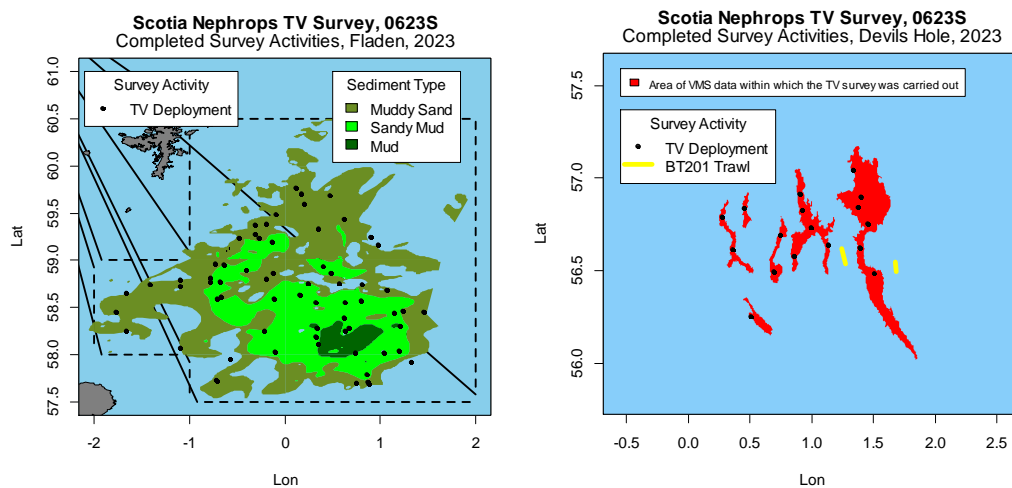 Scotia Nephrops TV Survey, 0623S
Completed Survey Activities, Fladen, 2023
Survey Activity
TV Deployment
Sediment Type
Muddy Sand
Sandy Mud
Mud
Lat
61.0
60.5
60.0
59.5
59.0
58.5
58.0
57.5
-2
-1
0
1
2
Lon
Scotia Nephrops TV Survey, 0623S
Completed Survey Activities, Devils Hole, 2023
Area of VMS data within which the TV survey was carried out
Survey Activity
TV Deployment
BT201 Trawl
Lat
57.5
57.0
56.5
56.0
-0.5
0.0
0.5
1.0
1.5
2.0
2.5
Lon